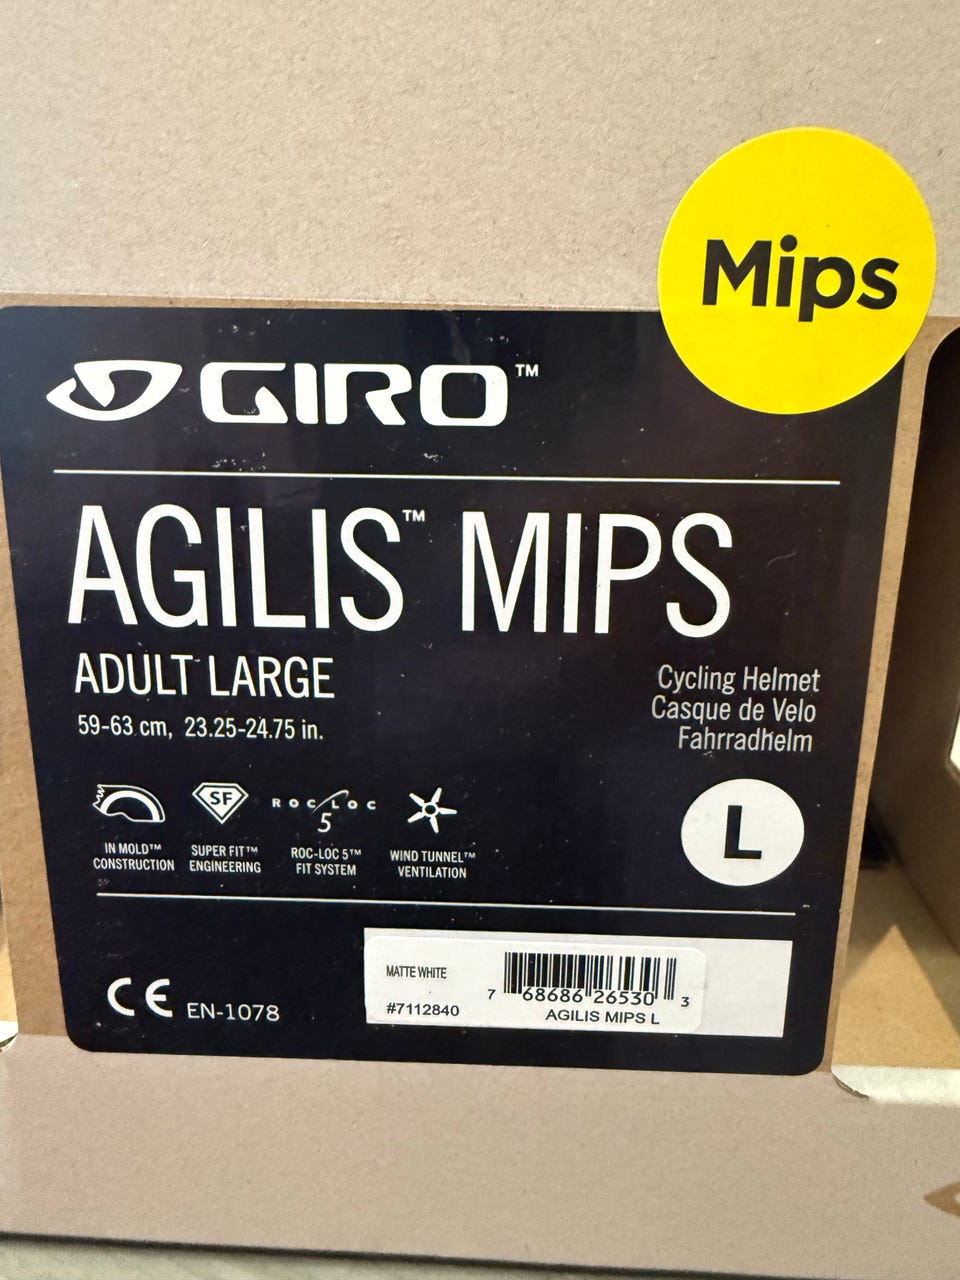 Mips
GIRO™
AGILIS™ MIPS
ADULT LARGE
59-63 cm, 23.25-24.75 in.
Cycling Helmet
Casque de Velo
Fahrradhelm
SF
ROC LOC
5
L
IN MOLD™
CONSTRUCTION
SUPER FIT™
ENGINEERING
ROC-LOC 5™
FIT SYSTEM
WIND TUNNEL™
VENTILATION
CE EN-1078
MATTE WHITE
#7112840
7 68686 26530 3
AGILIS MIPS L